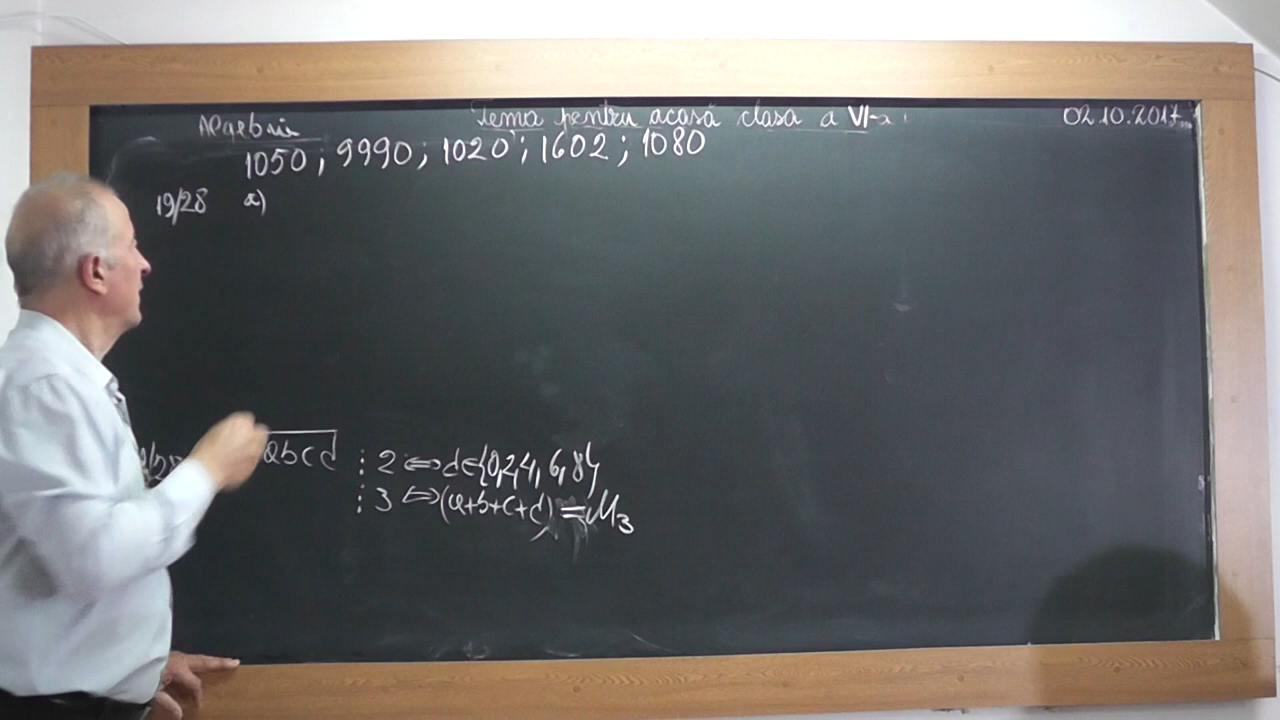 Algebră Tema pentru acasă clasa a VI-a 02.10.2017
1050 ; 9990 ; 1020 ; 1602 ; 1080
19/28 a)
abcd ⋮ 2 ⇔ d∈{0,2,4,6,8}
⋮ 3 ⇔ (a+b+c+d) = M₃